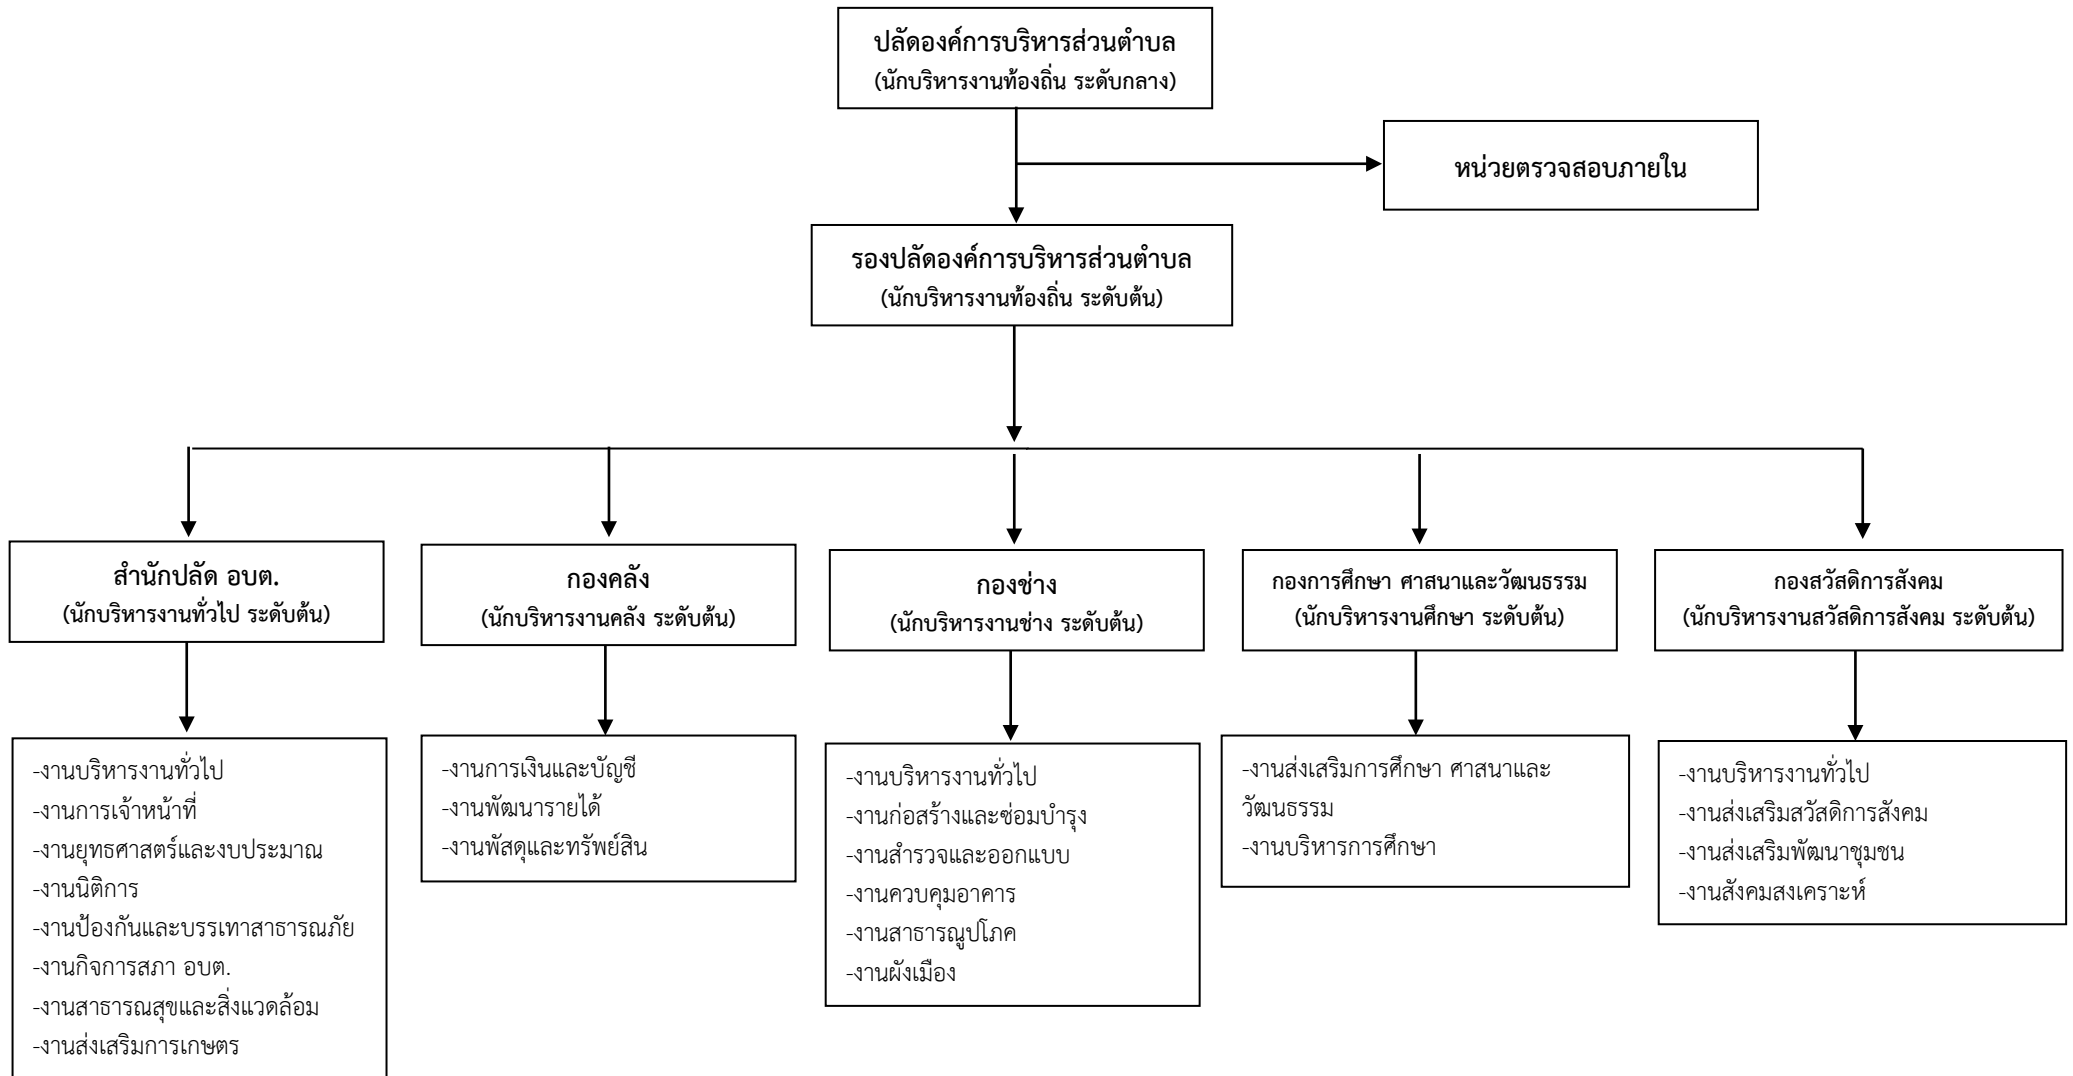 ปลัดองค์การบริหารส่วนตำบล
(นักบริหารงานท้องถิ่น ระดับกลาง)
หน่วยตรวจสอบภายใน
รองปลัดองค์การบริหารส่วนตำบล
(นักบริหารงานท้องถิ่น ระดับต้น)
สำนักปลัด อบต.
(นักบริหารงานทั่วไป ระดับต้น)
กองคลัง
(นักบริหารงานคลัง ระดับต้น)
กองช่าง
(นักบริหารงานช่าง ระดับต้น)
กองการศึกษา ศาสนาและวัฒนธรรม
(นักบริหารงานศึกษา ระดับต้น)
กองสวัสดิการสังคม
(นักบริหารงานสวัสดิการสังคม ระดับต้น)
-งานบริหารงานทั่วไป
-งานการเจ้าหน้าที่
-งานยุทธศาสตร์และงบประมาณ
-งานนิติการ
-งานป้องกันและบรรเทาสาธารณภัย
-งานกิจการสภา อบต.
-งานสาธารณสุขและสิ่งแวดล้อม
-งานส่งเสริมการเกษตร
-งานการเงินและบัญชี
-งานพัฒนารายได้
-งานพัสดุและทรัพย์สิน
-งานบริหารงานทั่วไป
-งานก่อสร้างและซ่อมบำรุง
-งานสำรวจและออกแบบ
-งานควบคุมอาคาร
-งานสาธารณูปโภค
-งานผังเมือง
-งานส่งเสริมการศึกษา ศาสนาและ
วัฒนธรรม
-งานบริหารการศึกษา
-งานบริหารงานทั่วไป
-งานส่งเสริมสวัสดิการสังคม
-งานส่งเสริมพัฒนาชุมชน
-งานสังคมสงเคราะห์